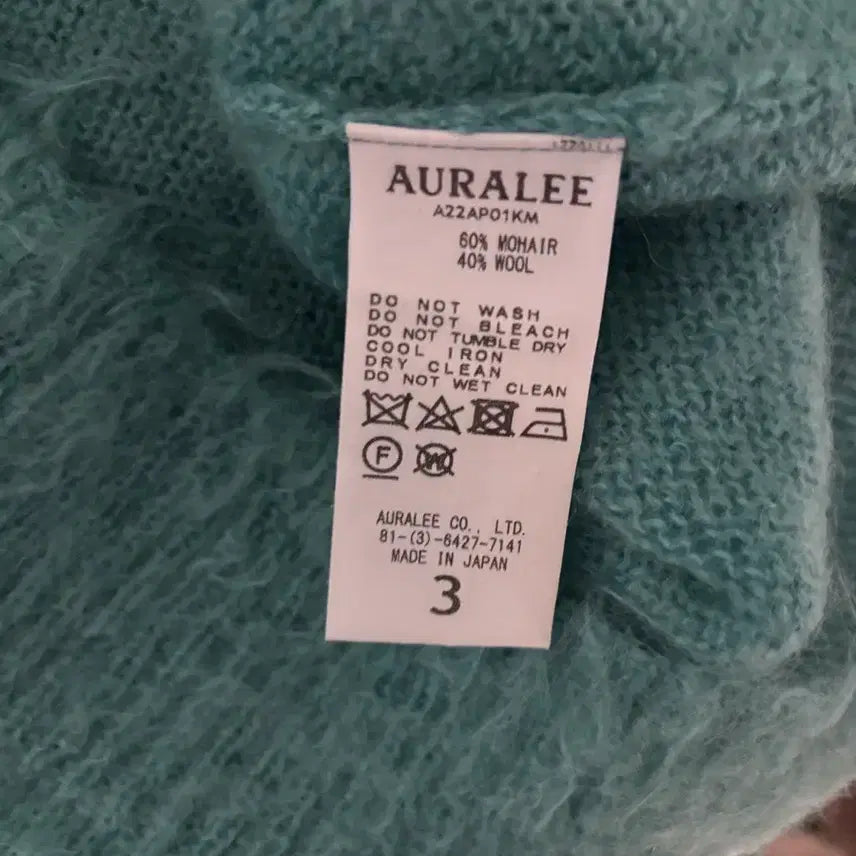 AURALEE
A22AP01KM
60% MOHAIR
40% WOOL
DO NOT WASH
DO NOT BLEACH
DO NOT TUMBLE DRY
COOL IRON
DRY CLEAN
DO NOT WET CLEAN
F W
AURALEE CO., LTD.
81-(3)-6427-7141
MADE IN JAPAN
3